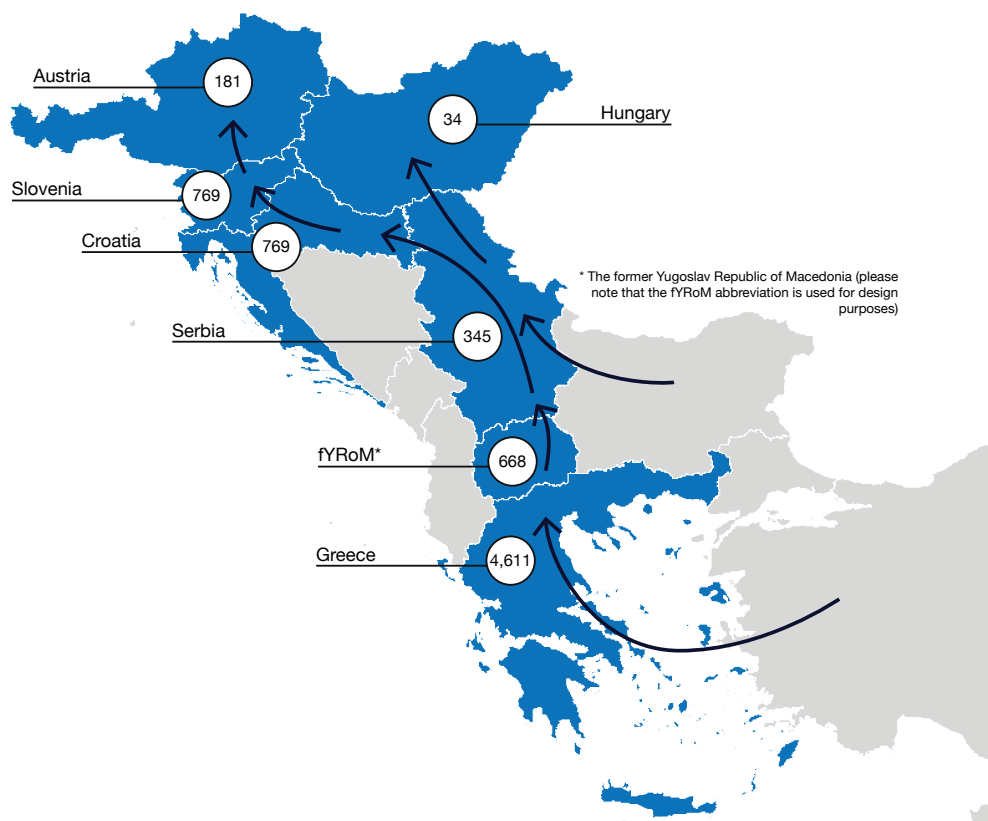 Austria
181
34
Hungary
Slovenia
769
Croatia
769
* The former Yugoslav Republic of Macedonia (please
note that the fYRoM abbreviation is used for design
purposes)
Serbia
345
fYRoM*
668
Greece
4,611